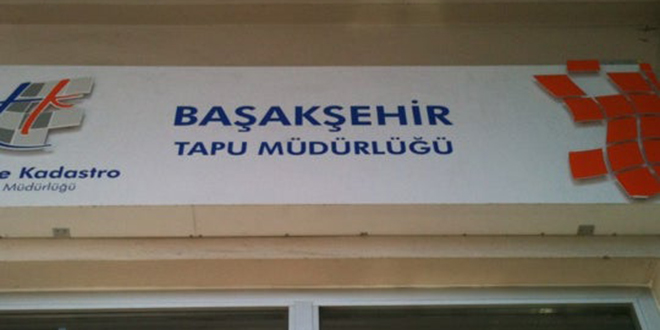 BAŞAKŞEHİR
TAPU MÜDÜRLÜĞÜ
e Kadastro
Müdürlüğü